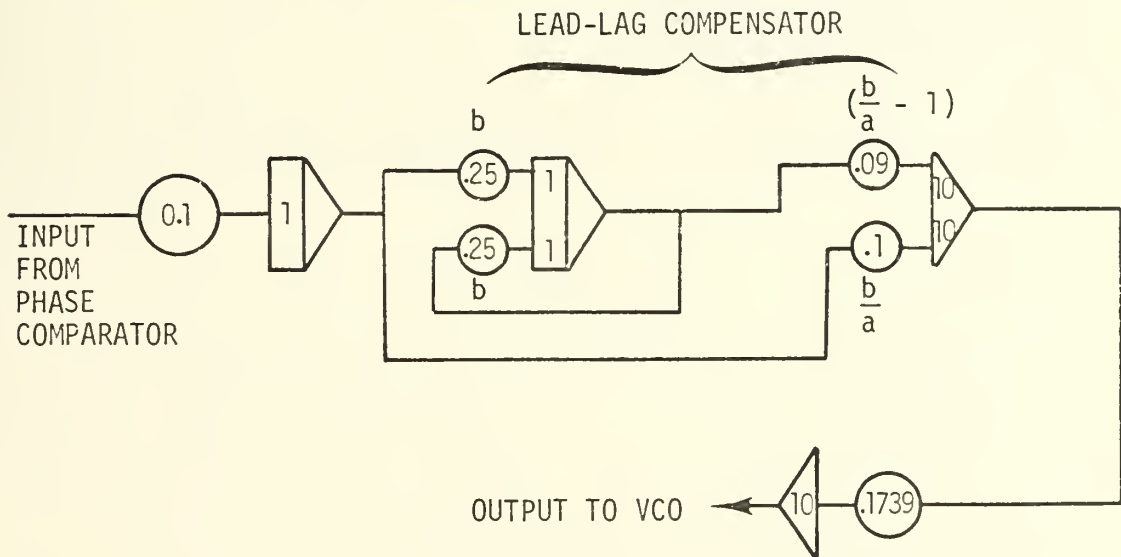 LEAD-LAG COMPENSATOR
b
(b/a - 1)
.25
1
.09
10
0.1
1
.25
1
.1
10
b
b/a
INPUT
FROM
PHASE
COMPARATOR
OUTPUT TO VCO
10
.1739